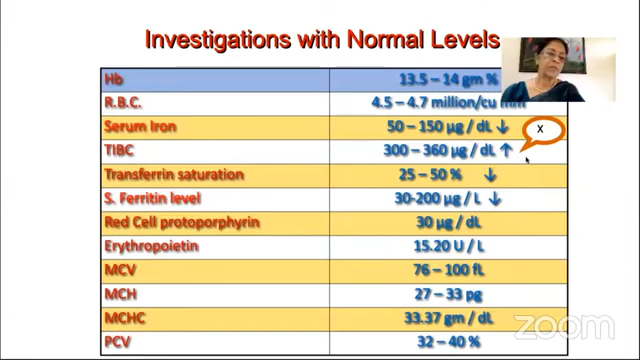 Investigations with Normal Levels
Hb 13.5 – 14 gm %
R.B.C. 4.5 – 4.7 million/cu mm
Serum Iron 50 – 150 µg / dL ↓
X
TIBC 300 – 360 µg / dL ↑
Transferrin saturation 25 – 50 % ↓
S. Ferritin level 30-200 µg / L ↓
Red Cell protoporphyrin 30 µg / dL
Erythropoietin 15.20 U / L
MCV 76 – 100 fL
MCH 27 – 33 pg
MCHC 33.37 gm / dL
PCV 32 – 40 %
zoom